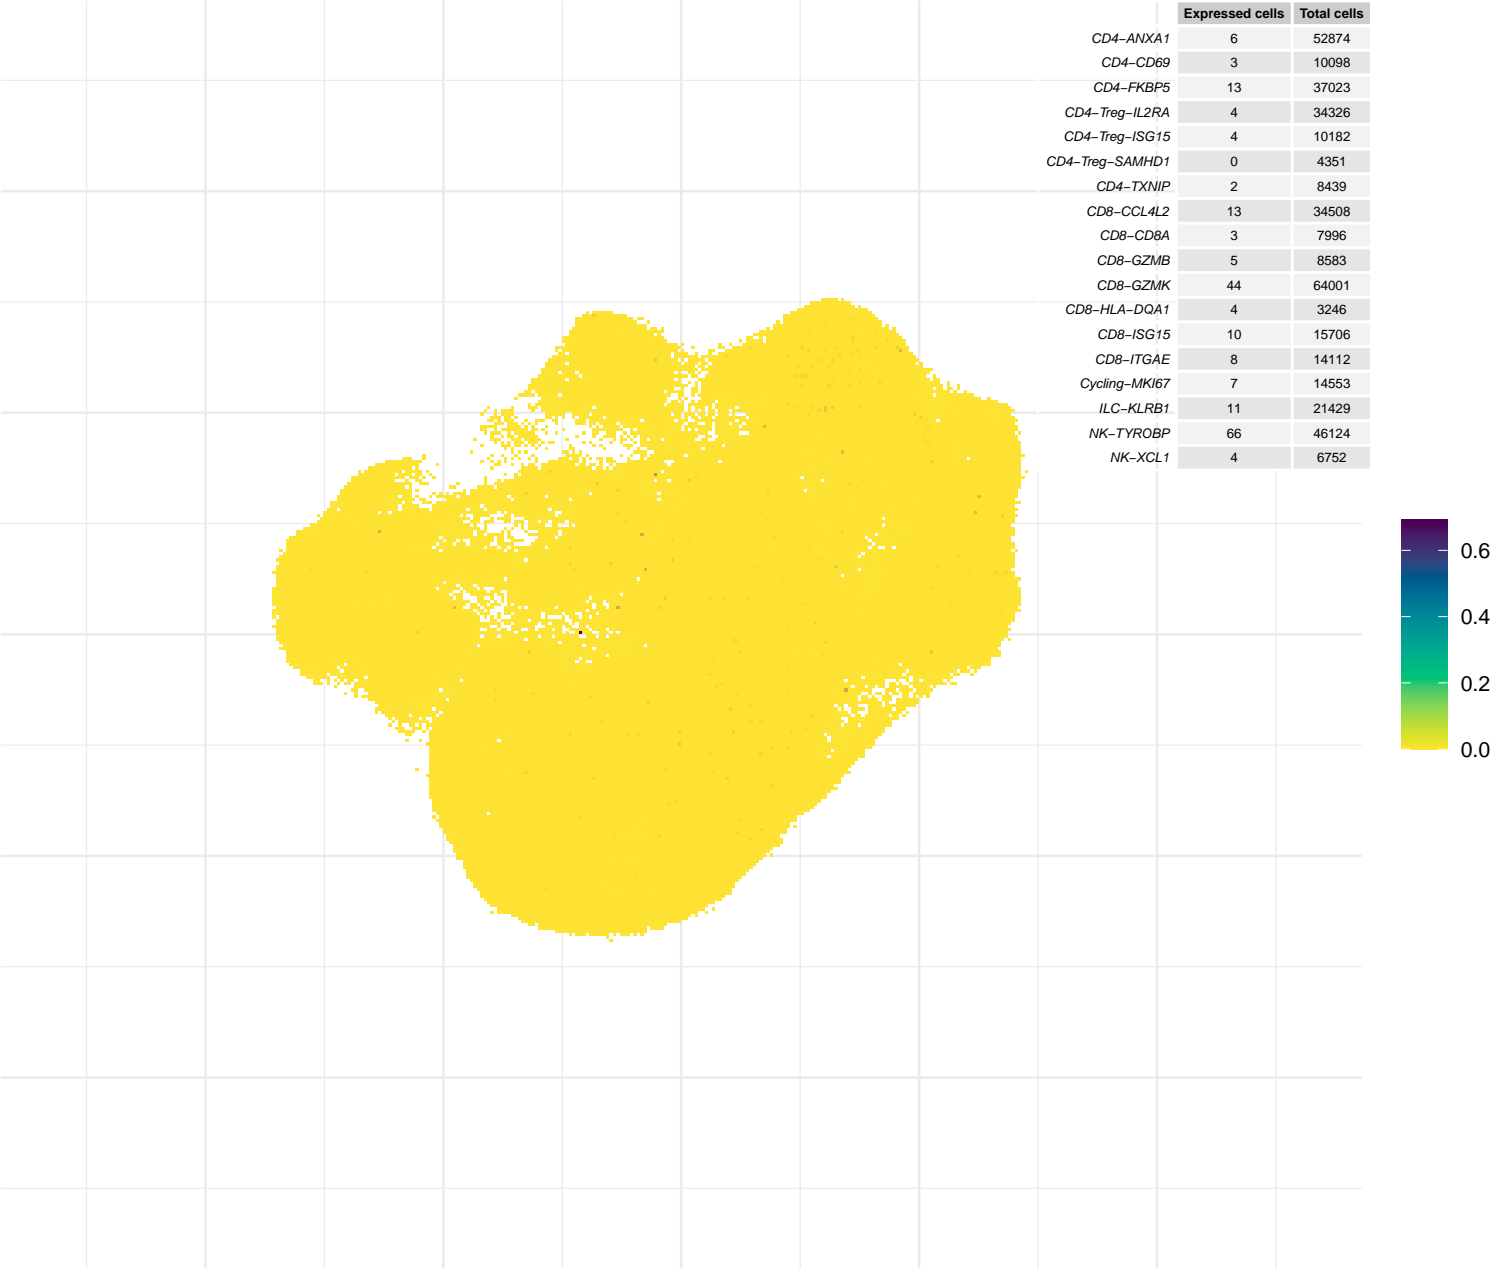 Expressed cells Total cells
CD4−ANXA1 6 52874
CD4−CD69 3 10098
CD4−FKBP5 13 37023
CD4−Treg−IL2RA 4 34326
CD4−Treg−ISG15 4 10182
CD4−Treg−SAMHD1 0 4351
CD4−TXNIP 2 8439
CD8−CCL4L2 13 34508
CD8−CD8A 3 7996
CD8−GZMB 5 8583
CD8−GZMK 44 64001
CD8−HLA−DQA1 4 3246
CD8−ISG15 10 15706
CD8−ITGAE 8 14112
Cycling−MKI67 7 14553
ILC−KLRB1 11 21429
NK−TYROBP 66 46124
NK−XCL1 4 6752
0.6
0.4
0.2
0.0